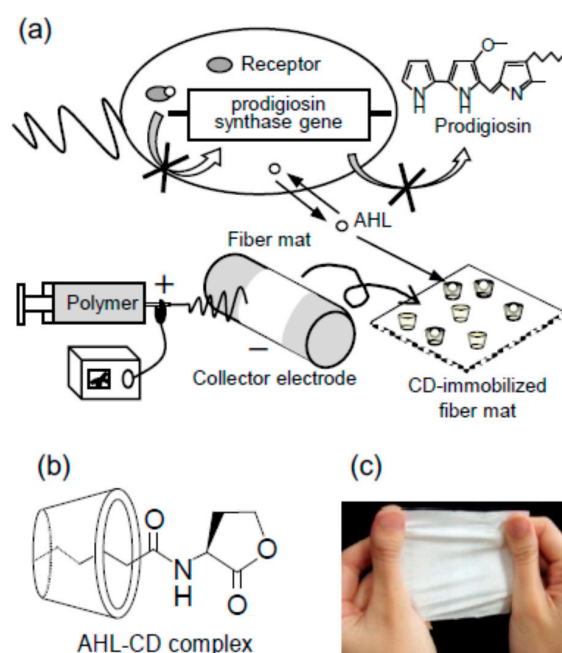 (a)
Receptor
prodigiosin
synthase gene
O
N
H
N
H
N
Prodigiosin
AHL
Fiber mat
Polymer
+
−
Collector electrode
CD-immobilized
fiber mat
(b)
O
N
H
O
O
AHL-CD complex
(c)